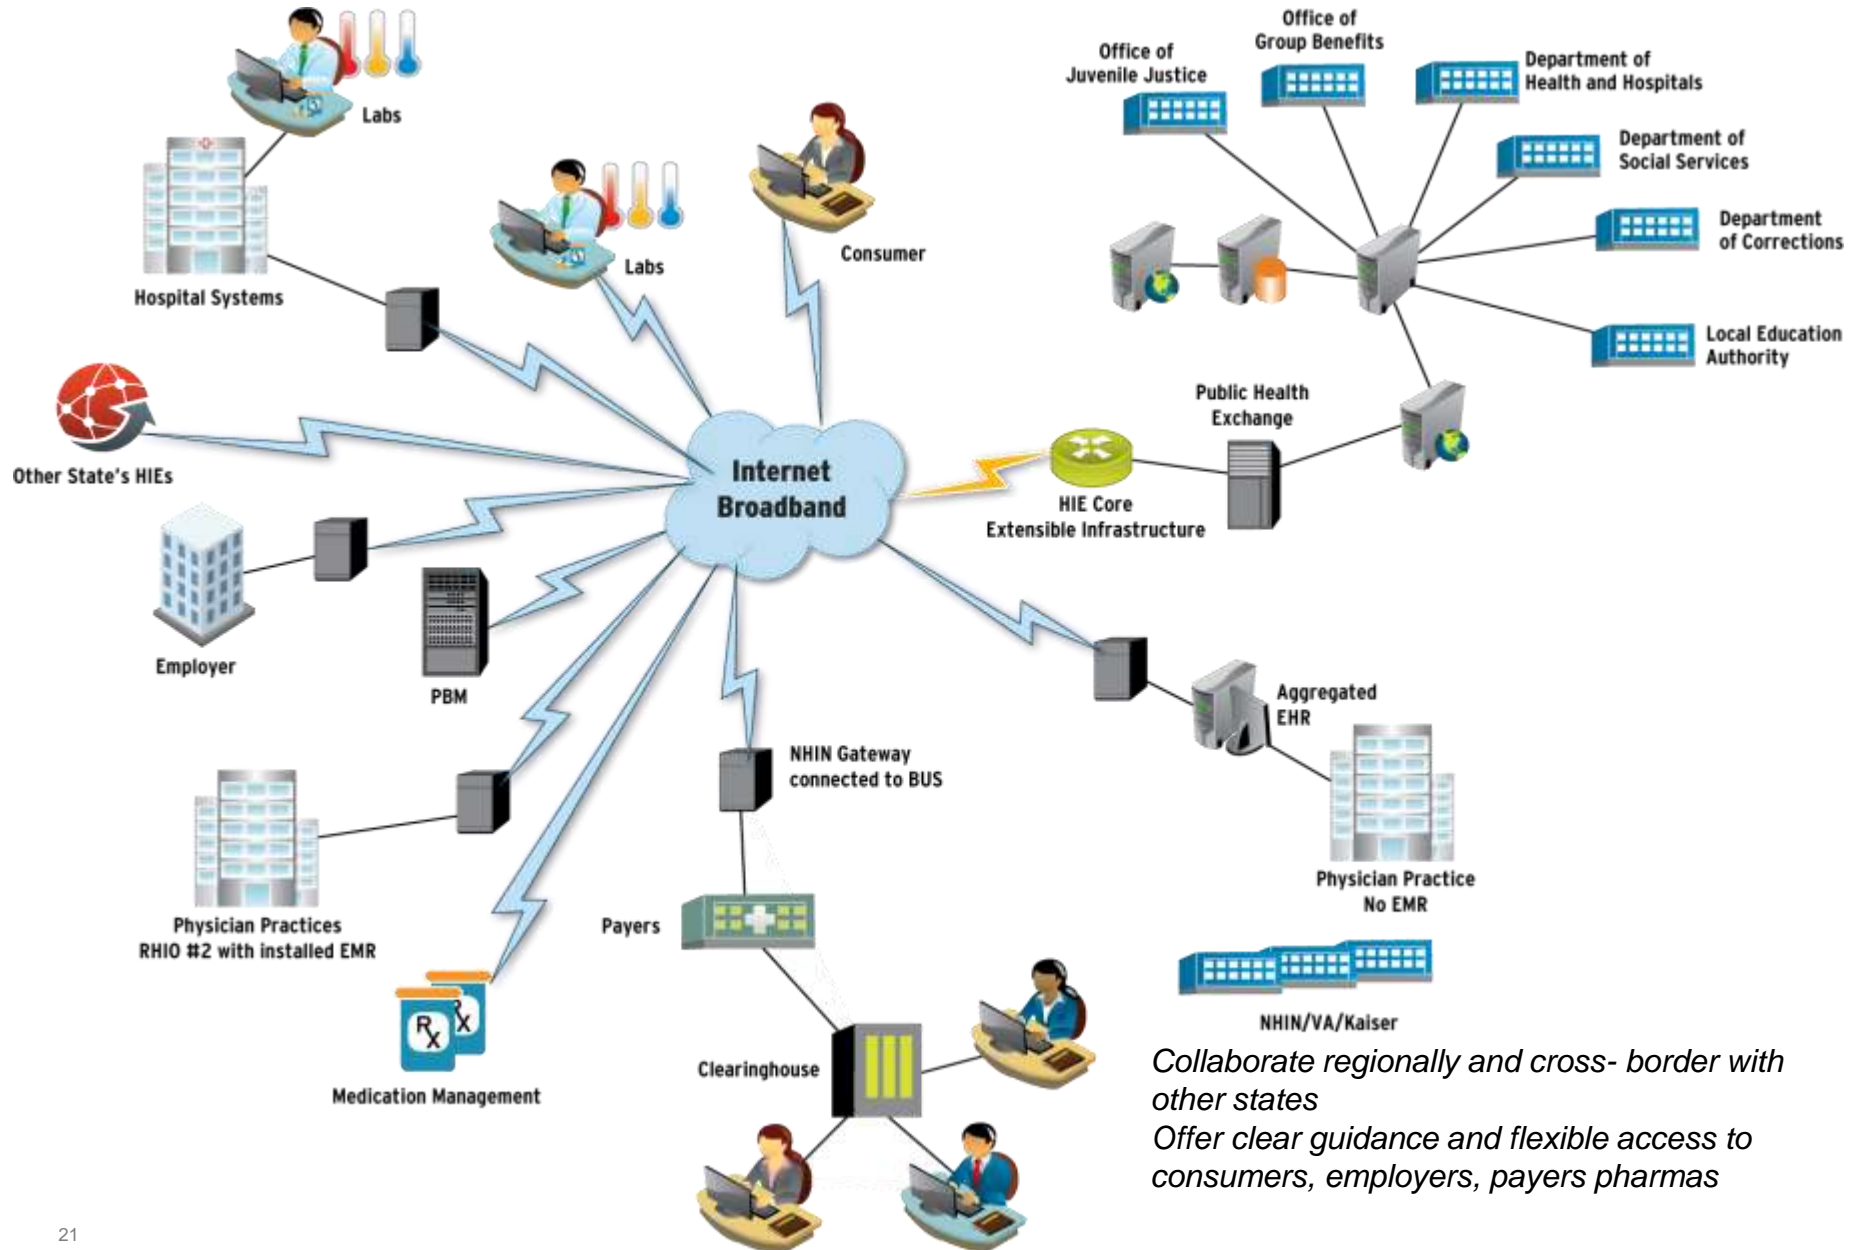 Office of
Group Benefits
Office of
Juvenile Justice
Department of
Health and Hospitals
Labs
Department of
Social Services
Department
of Corrections
Consumer
Labs
Hospital Systems
Local Education
Authority
Public Health
Exchange
Other State's HIEs
Internet
Broadband
HIE Core
Extensible Infrastructure
Employer
PBM
Aggregated
EHR
NHIN Gateway
connected to BUS
Physician Practice
No EMR
Physician Practices
RHIO #2 with installed EMR
Payers
Rx
Rx
Medication Management
Clearinghouse
NHIN/VA/Kaiser
Collaborate regionally and cross- border with
other states
Offer clear guidance and flexible access to
consumers, employers, payers pharmas
21